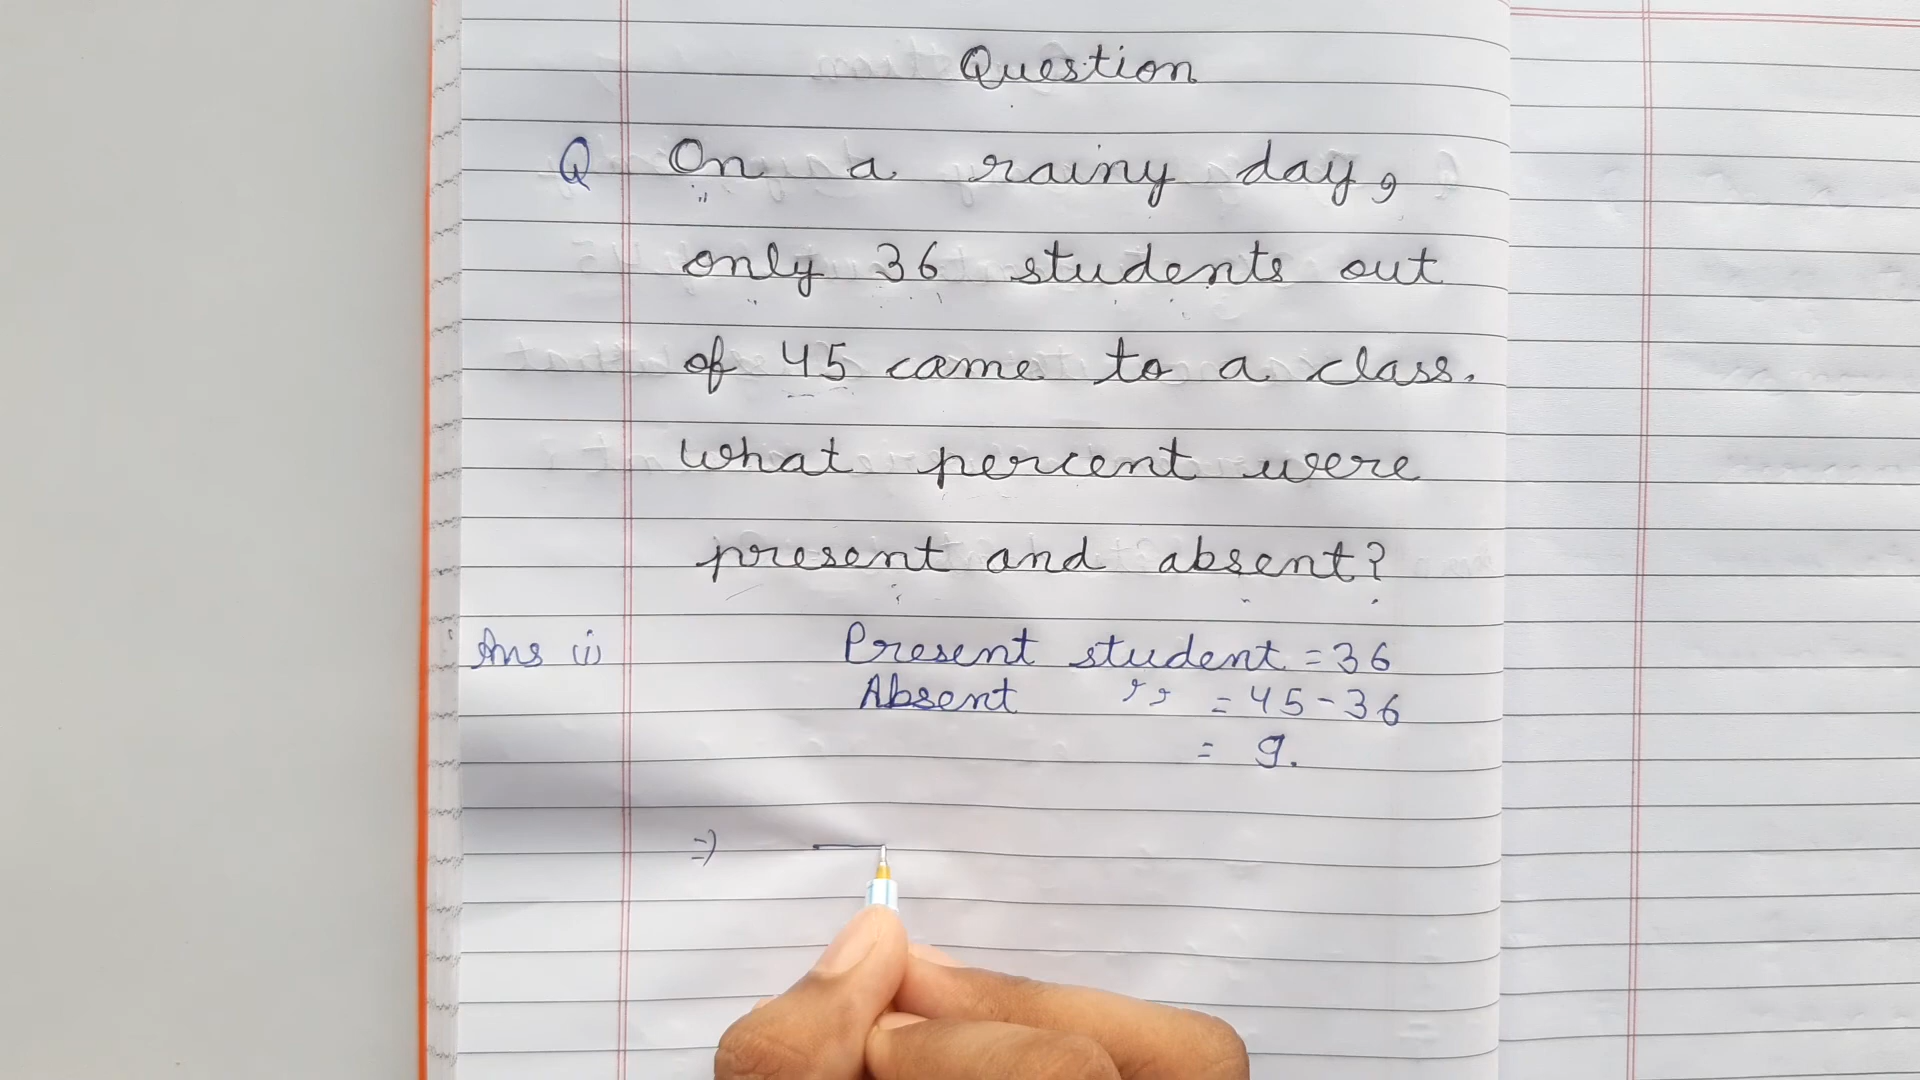 Question
Q On a rainy day,
only 36 students out
of 45 came to a class.
What percent were
present and absent?
Ans (i) Present student = 36
Absent ,, = 45 - 36
= 9.
=)